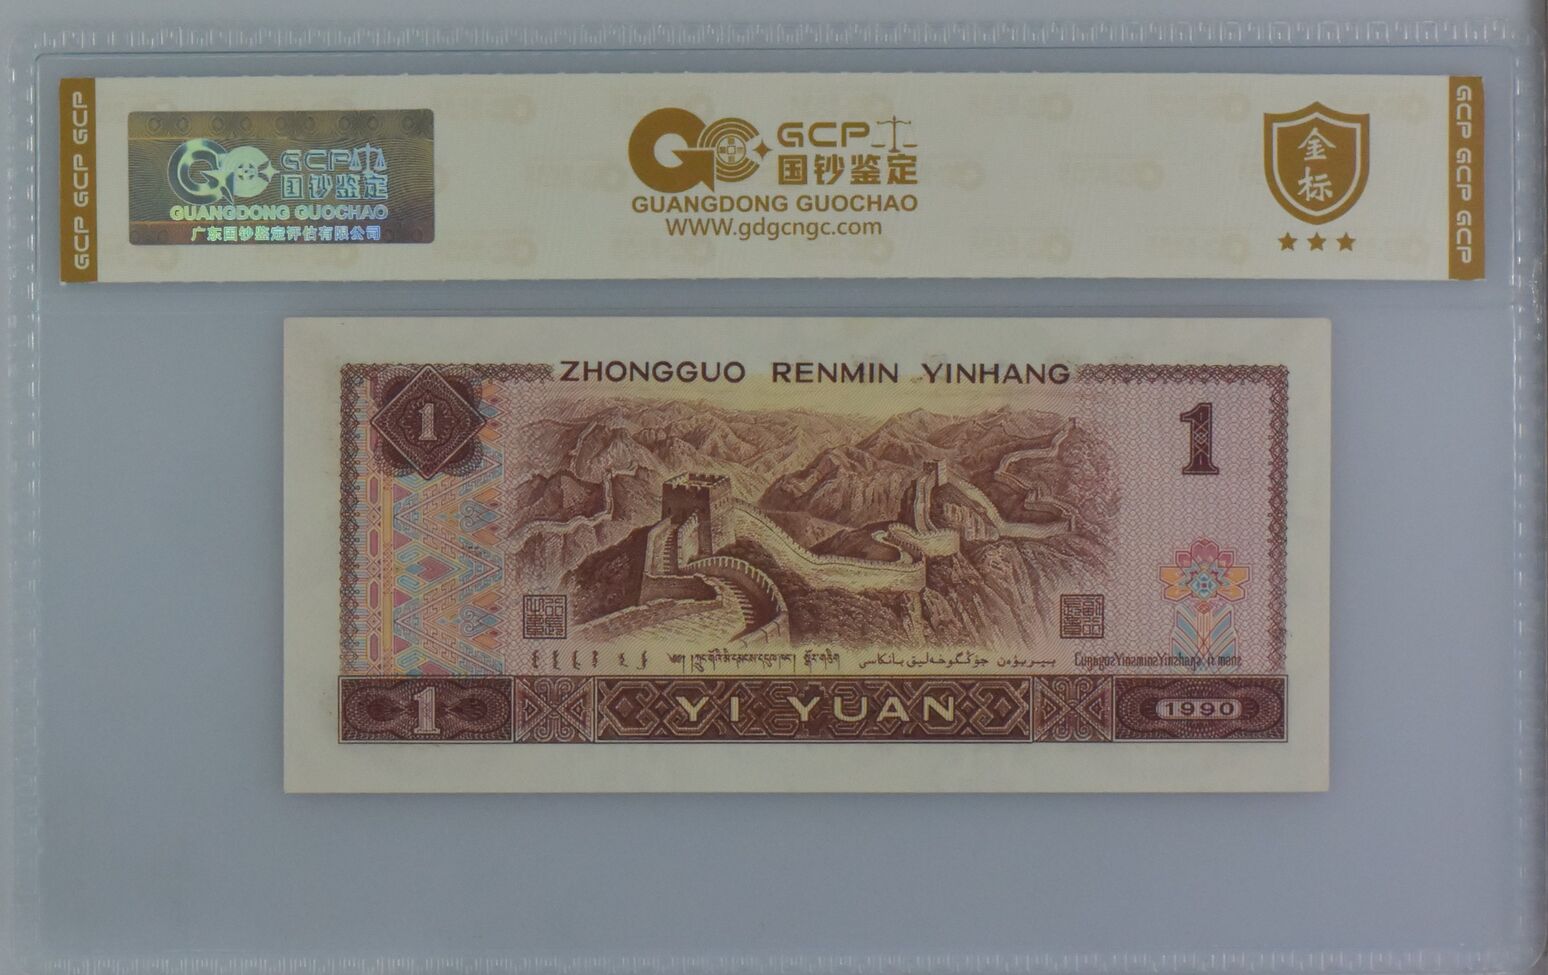 GCP GCP GCP
GCP
国钞鉴定
GUANGDONG GUOCHAO
广东国钞鉴定评估有限公司
GCP
国钞鉴定
GUANGDONG GUOCHAO
WWW.gdgcngc.com
金标
GCP GCP GCP
ZHONGGUO RENMIN YINHANG
1
1
1
YI YUAN
1990